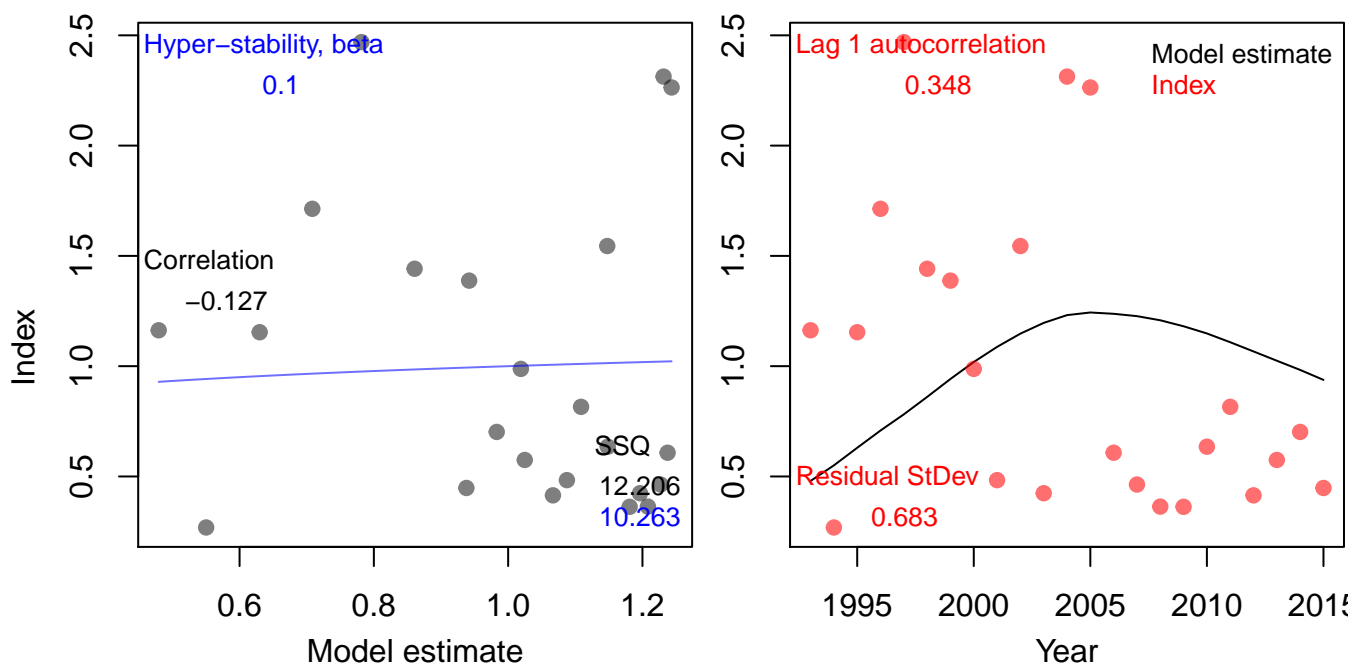 Hyper−stability, beta
0.1
Correlation
−0.127
SSQ
12.206
10.263
2.5
2.0
1.5
1.0
0.5
Index
0.6
0.8
1.0
1.2
Model estimate
Lag 1 autocorrelation
0.348
Model estimate
Index
Residual StDev
0.683
2.5
2.0
1.5
1.0
0.5
1995
2000
2005
2010
2015
Year